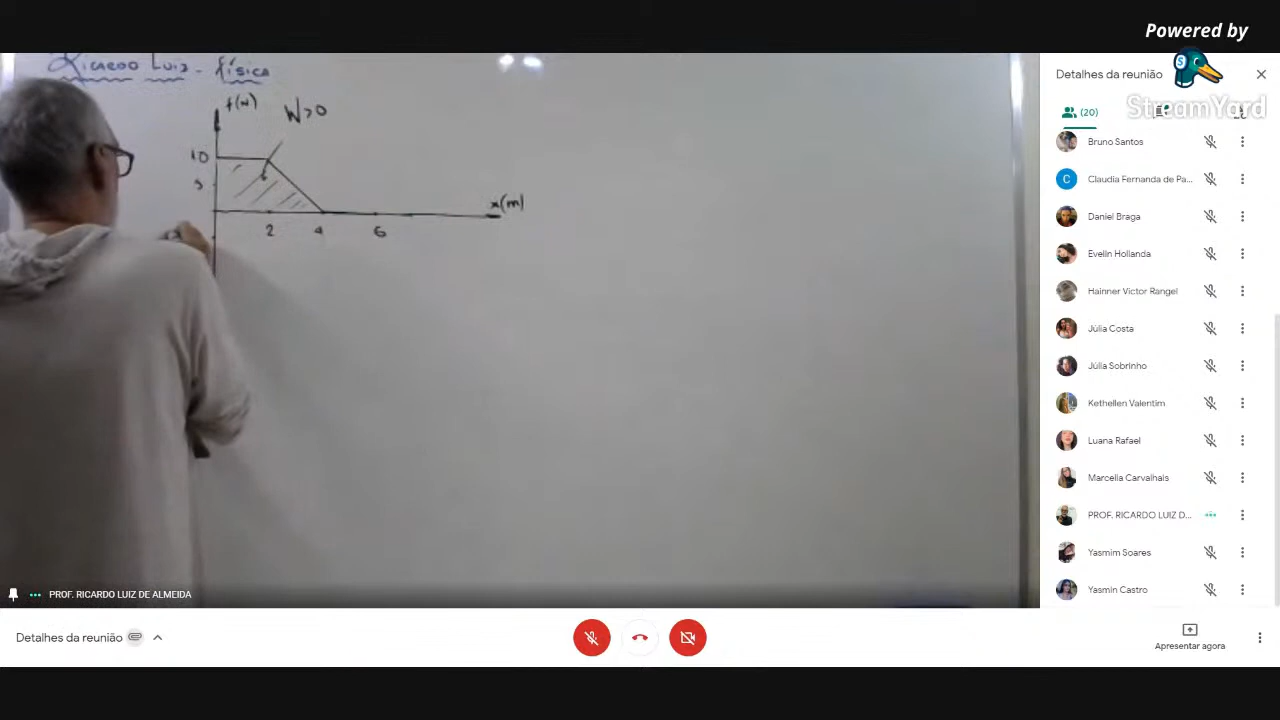 Powered by
StreamYard
Ricardo Luiz - Física
f(N)
W>0
10
5
x(m)
2 4 6
PROF. RICARDO LUIZ DE ALMEIDA
Detalhes da reunião
(20)
Bruno Santos
Claudia Fernanda de Pa...
Daniel Braga
Evelin Hollanda
Hainner Victor Rangel
Júlia Costa
Júlia Sobrinho
Kethellen Valentim
Luana Rafael
Marcella Carvalhais
PROF. RICARDO LUIZ D...
Yasmim Soares
Yasmin Castro
Detalhes da reunião
Apresentar agora